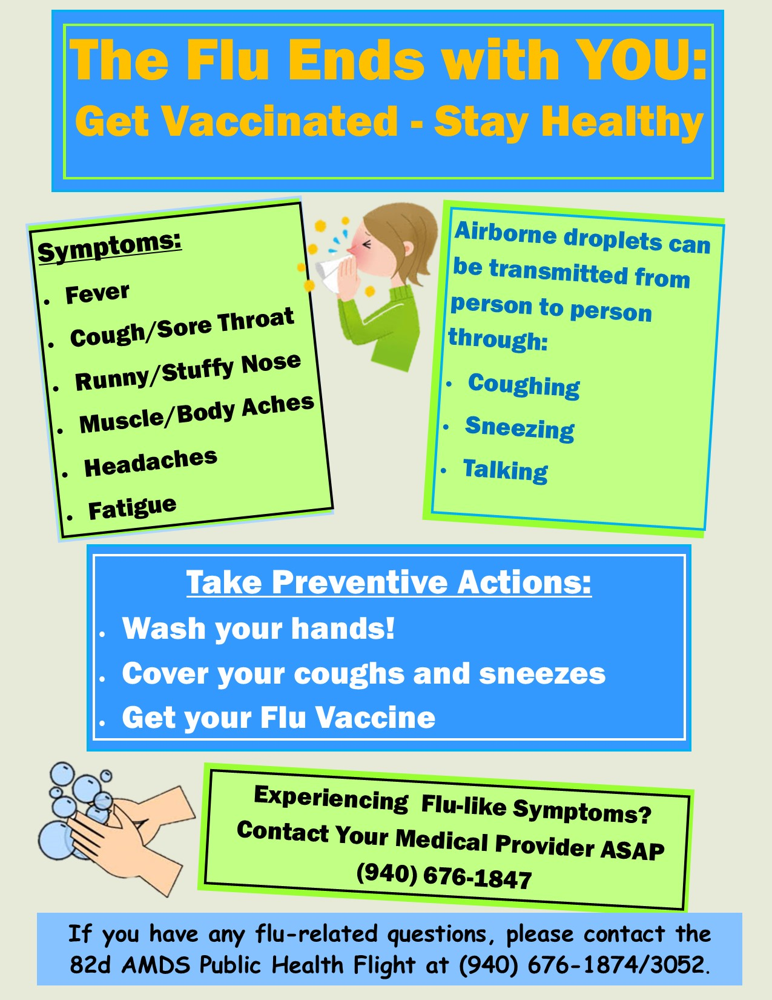 The Flu Ends with YOU:
Get Vaccinated - Stay Healthy
Symptoms:
• Fever
• Cough/Sore Throat
• Runny/Stuffy Nose
• Muscle/Body Aches
• Headaches
• Fatigue
Airborne droplets can
be transmitted from
person to person
through:
• Coughing
• Sneezing
• Talking
Take Preventive Actions:
• Wash your hands!
• Cover your coughs and sneezes
• Get your Flu Vaccine
Experiencing Flu-like Symptoms?
Contact Your Medical Provider ASAP
(940) 676-1847
If you have any flu-related questions, please contact the
82d AMDS Public Health Flight at (940) 676-1874/3052.